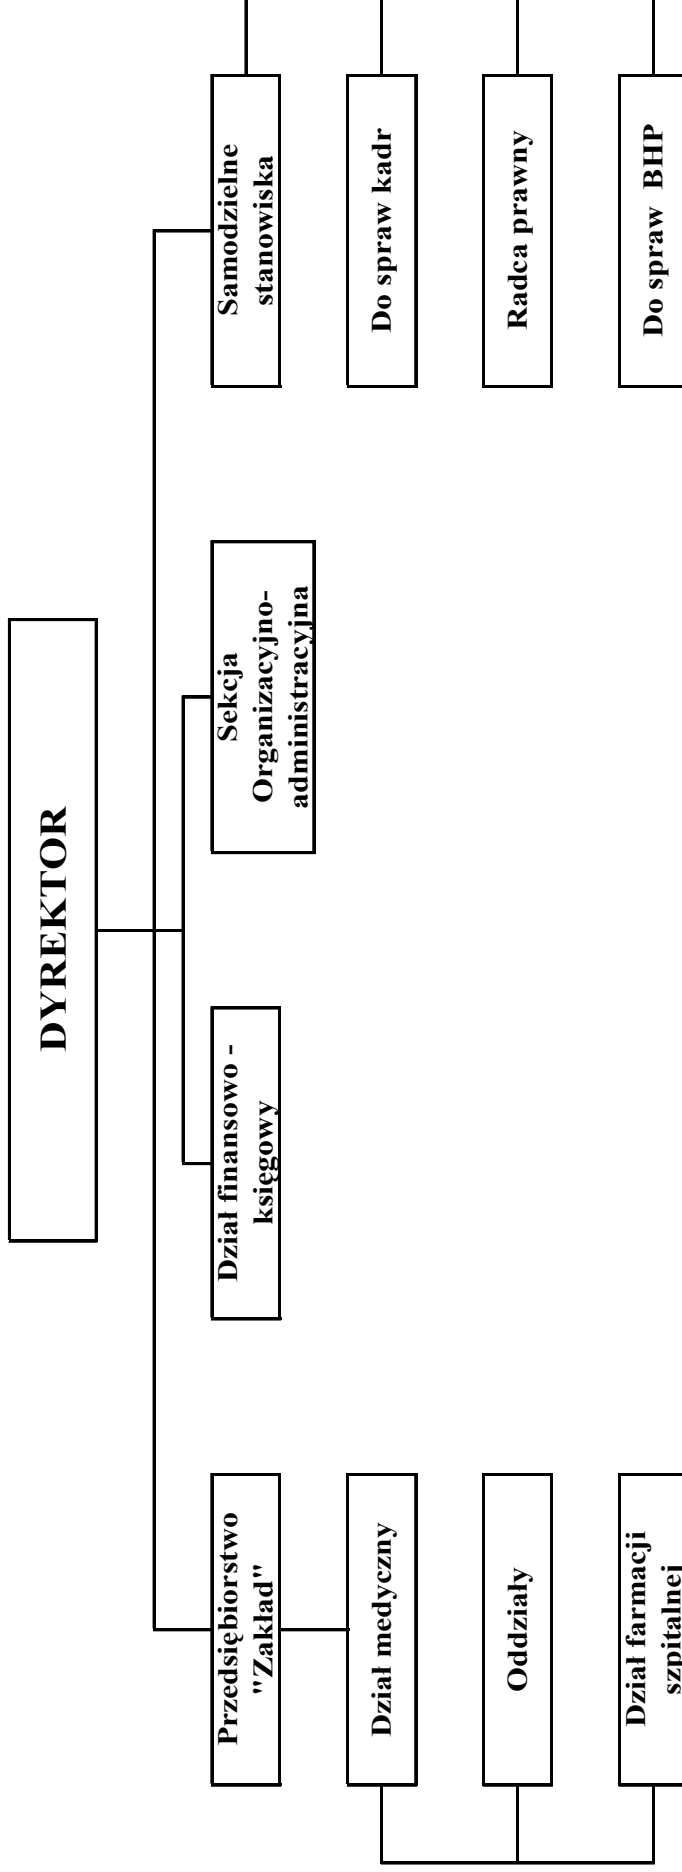 DYREKTOR
Przedsiębiorstwo
"Zakład"
Dział finansowo -
księgowy
Sekcja
Organizacyjno-
administracyjna
Samodzielne
stanowiska
Dział medyczny
Do spraw kadr
Oddziały
Radca prawny
Dział farmacji
szpitalnej
Do spraw  BHP